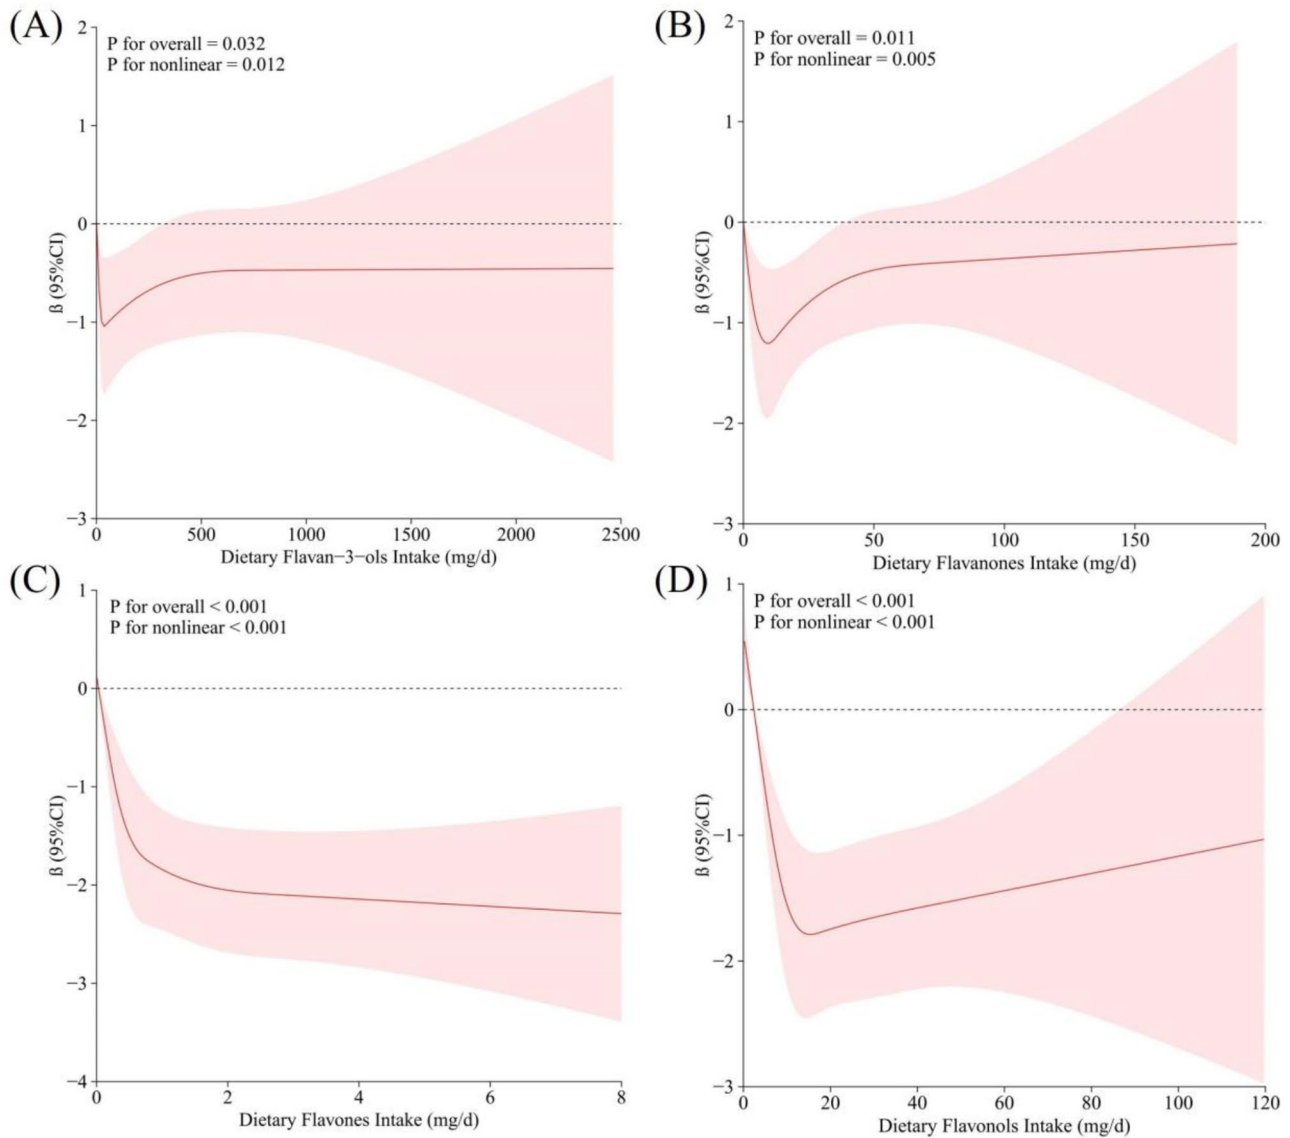 (A)
P for overall = 0.032
P for nonlinear = 0.012
2
1
0
−1
−2
−3
ß (95%CI)
0 500 1000 1500 2000 2500
Dietary Flavan−3−ols Intake (mg/d)
(B)
P for overall = 0.011
P for nonlinear = 0.005
2
1
0
−1
−2
−3
ß (95%CI)
0 50 100 150 200
Dietary Flavanones Intake (mg/d)
(C)
P for overall < 0.001
P for nonlinear < 0.001
1
0
−1
−2
−3
−4
ß (95%CI)
0 2 4 6 8
Dietary Flavones Intake (mg/d)
(D)
P for overall < 0.001
P for nonlinear < 0.001
1
0
−1
−2
−3
ß (95%CI)
0 20 40 60 80 100 120
Dietary Flavonols Intake (mg/d)